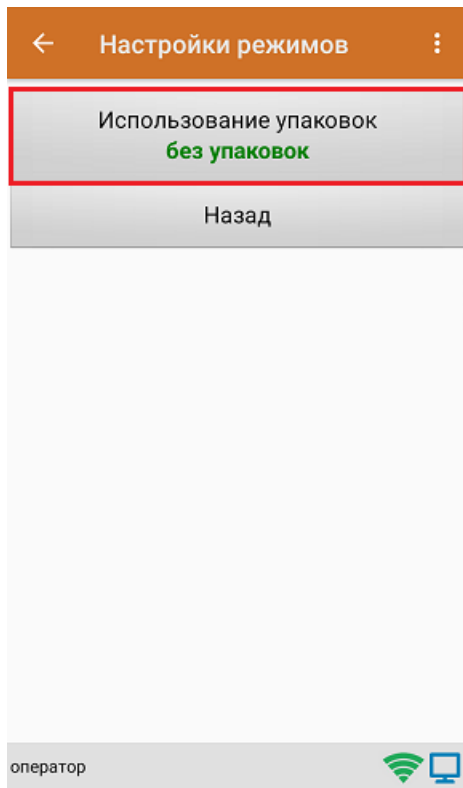 Настройки режимов
Использование упаковок
без упаковок
Назад
оператор